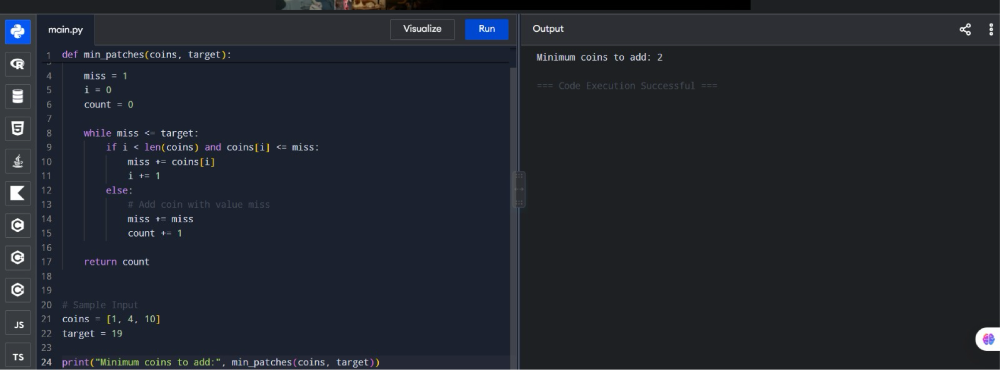 main.py
Visualize
Run
Output
1 def min_patches(coins, target):
4 miss = 1
5 i = 0
6 count = 0
7
8 while miss <= target:
9 if i < len(coins) and coins[i] <= miss:
10 miss += coins[i]
11 i += 1
12 else:
13 # Add coin with value miss
14 miss += miss
15 count += 1
16
17 return count
18
19
20 # Sample Input
21 coins = [1, 4, 10]
22 target = 19
23
24 print("Minimum coins to add:", min_patches(coins, target))
Minimum coins to add: 2
=== Code Execution Successful ===
JS
TS